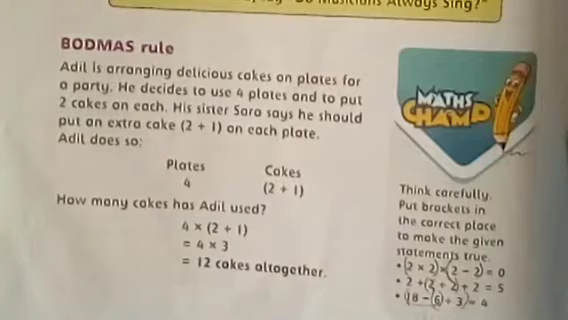 Always Sing?"
BODMAS rule
Adil is arranging delicious cakes on plates for
a party. He decides to use 4 plates and to put
2 cakes on each. His sister Sara says he should
put an extra cake (2 + 1) on each plate.
Adil does so:
Plates Cakes
4 (2 + 1)
How many cakes has Adil used?
4 × (2 + 1)
= 4 × 3
= 12 cakes altogether.
MATHS
CHAMP
Think carefully.
Put brackets in
the correct place
to make the given
statements true.
• (2 × 2) × (2 − 2) = 0
• 2 + (2 ÷ 2) + 2 = 5